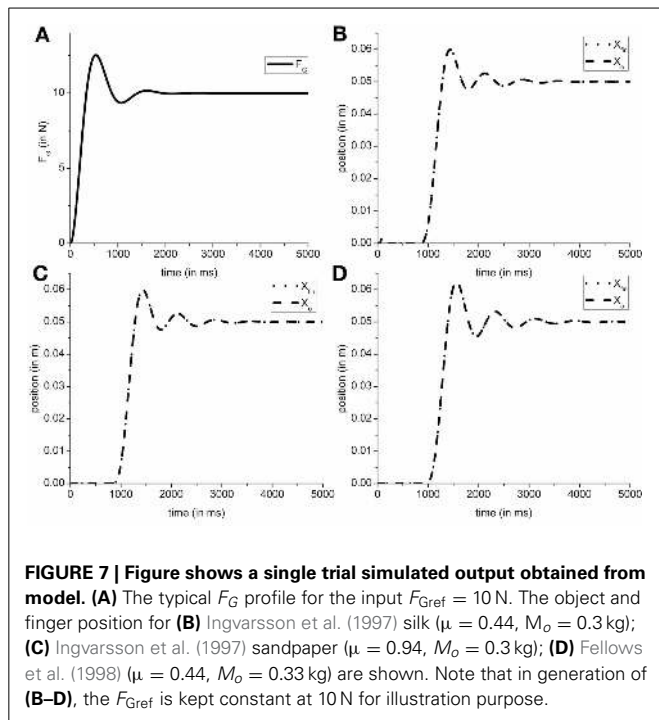 A
F_G
F_G (in N)
10
5
0
0 1000 2000 3000 4000 5000
time (in ms)
B
X_o
position (in m)
0.06
0.05
0.04
0.03
0.02
0.01
0.00
0 1000 2000 3000 4000 5000
time (in ms)
C
position (in m)
0.06
0.05
0.04
0.03
0.02
0.01
0.00
0 1000 2000 3000 4000 5000
time (in ms)
D
X_o
position (in m)
0.06
0.05
0.04
0.03
0.02
0.01
0.00
0 1000 2000 3000 4000 5000
time (in ms)
FIGURE 7 | Figure shows a single trial simulated output obtained from
model. (A) The typical F_G profile for the input F_Gref = 10 N. The object and
finger position for (B) Ingvarsson et al. (1997) silk (μ = 0.44, M_o = 0.3 kg);
(C) Ingvarsson et al. (1997) sandpaper (μ = 0.94, M_o = 0.3 kg); (D) Fellows
et al. (1998) (μ = 0.44, M_o = 0.33 kg) are shown. Note that in generation of
(B–D), the F_Gref is kept constant at 10 N for illustration purpose.